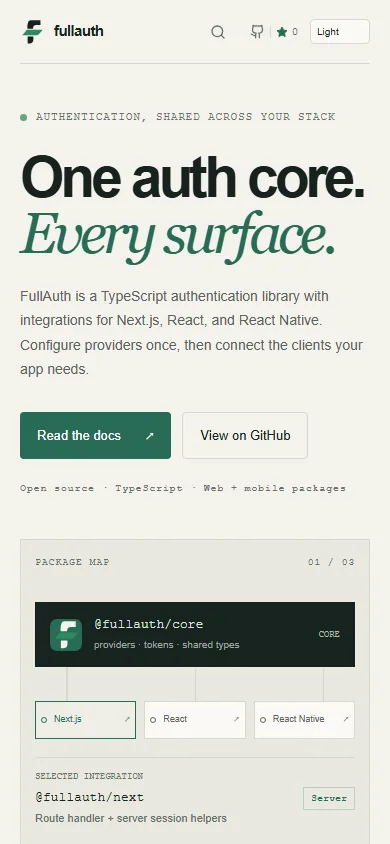 fullauth
0
Light
AUTHENTICATION, SHARED ACROSS YOUR STACK
One auth core.
Every surface.
FullAuth is a TypeScript authentication library with
integrations for Next.js, React, and React Native.
Configure providers once, then connect the clients your
app needs.
Read the docs ↗
View on GitHub
Open source · TypeScript · Web + mobile packages
PACKAGE MAP
01 / 03
@fullauth/core
providers · tokens · shared types
CORE
Next.js ↗
React ↗
React Native ↗
SELECTED INTEGRATION
@fullauth/next
Server
Route handler + server session helpers